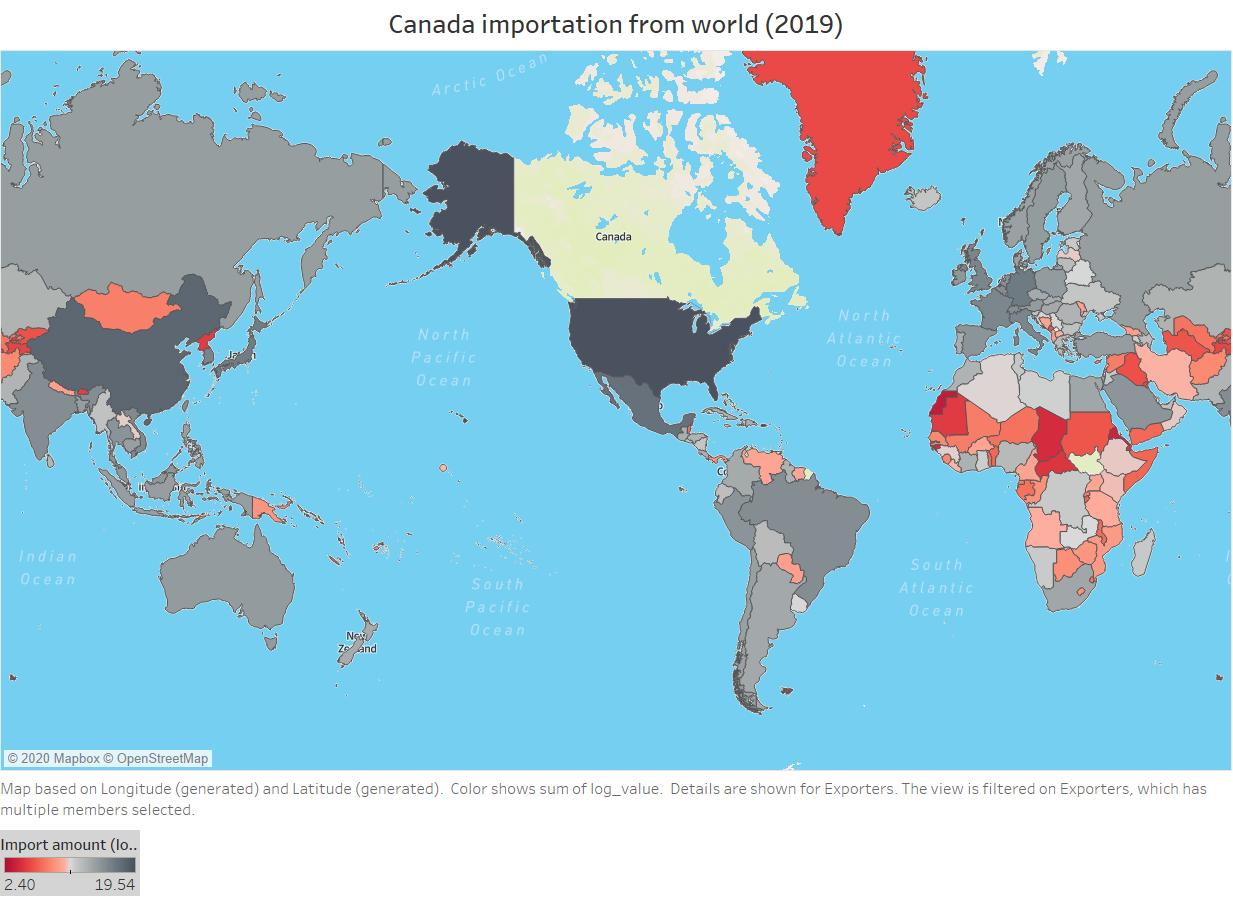 Canada importation from world (2019)
Arctic Ocean
Canada
North
Pacific
Ocean
North
Atlantic
Ocean
Indian
Ocean
South
Pacific
Ocean
South
Atlantic
Ocean
New
Zealand
© 2020 Mapbox © OpenStreetMap
Map based on Longitude (generated) and Latitude (generated).  Color shows sum of log_value.  Details are shown for Exporters. The view is filtered on Exporters, which has
multiple members selected.
Import amount (lo..
2.40 19.54